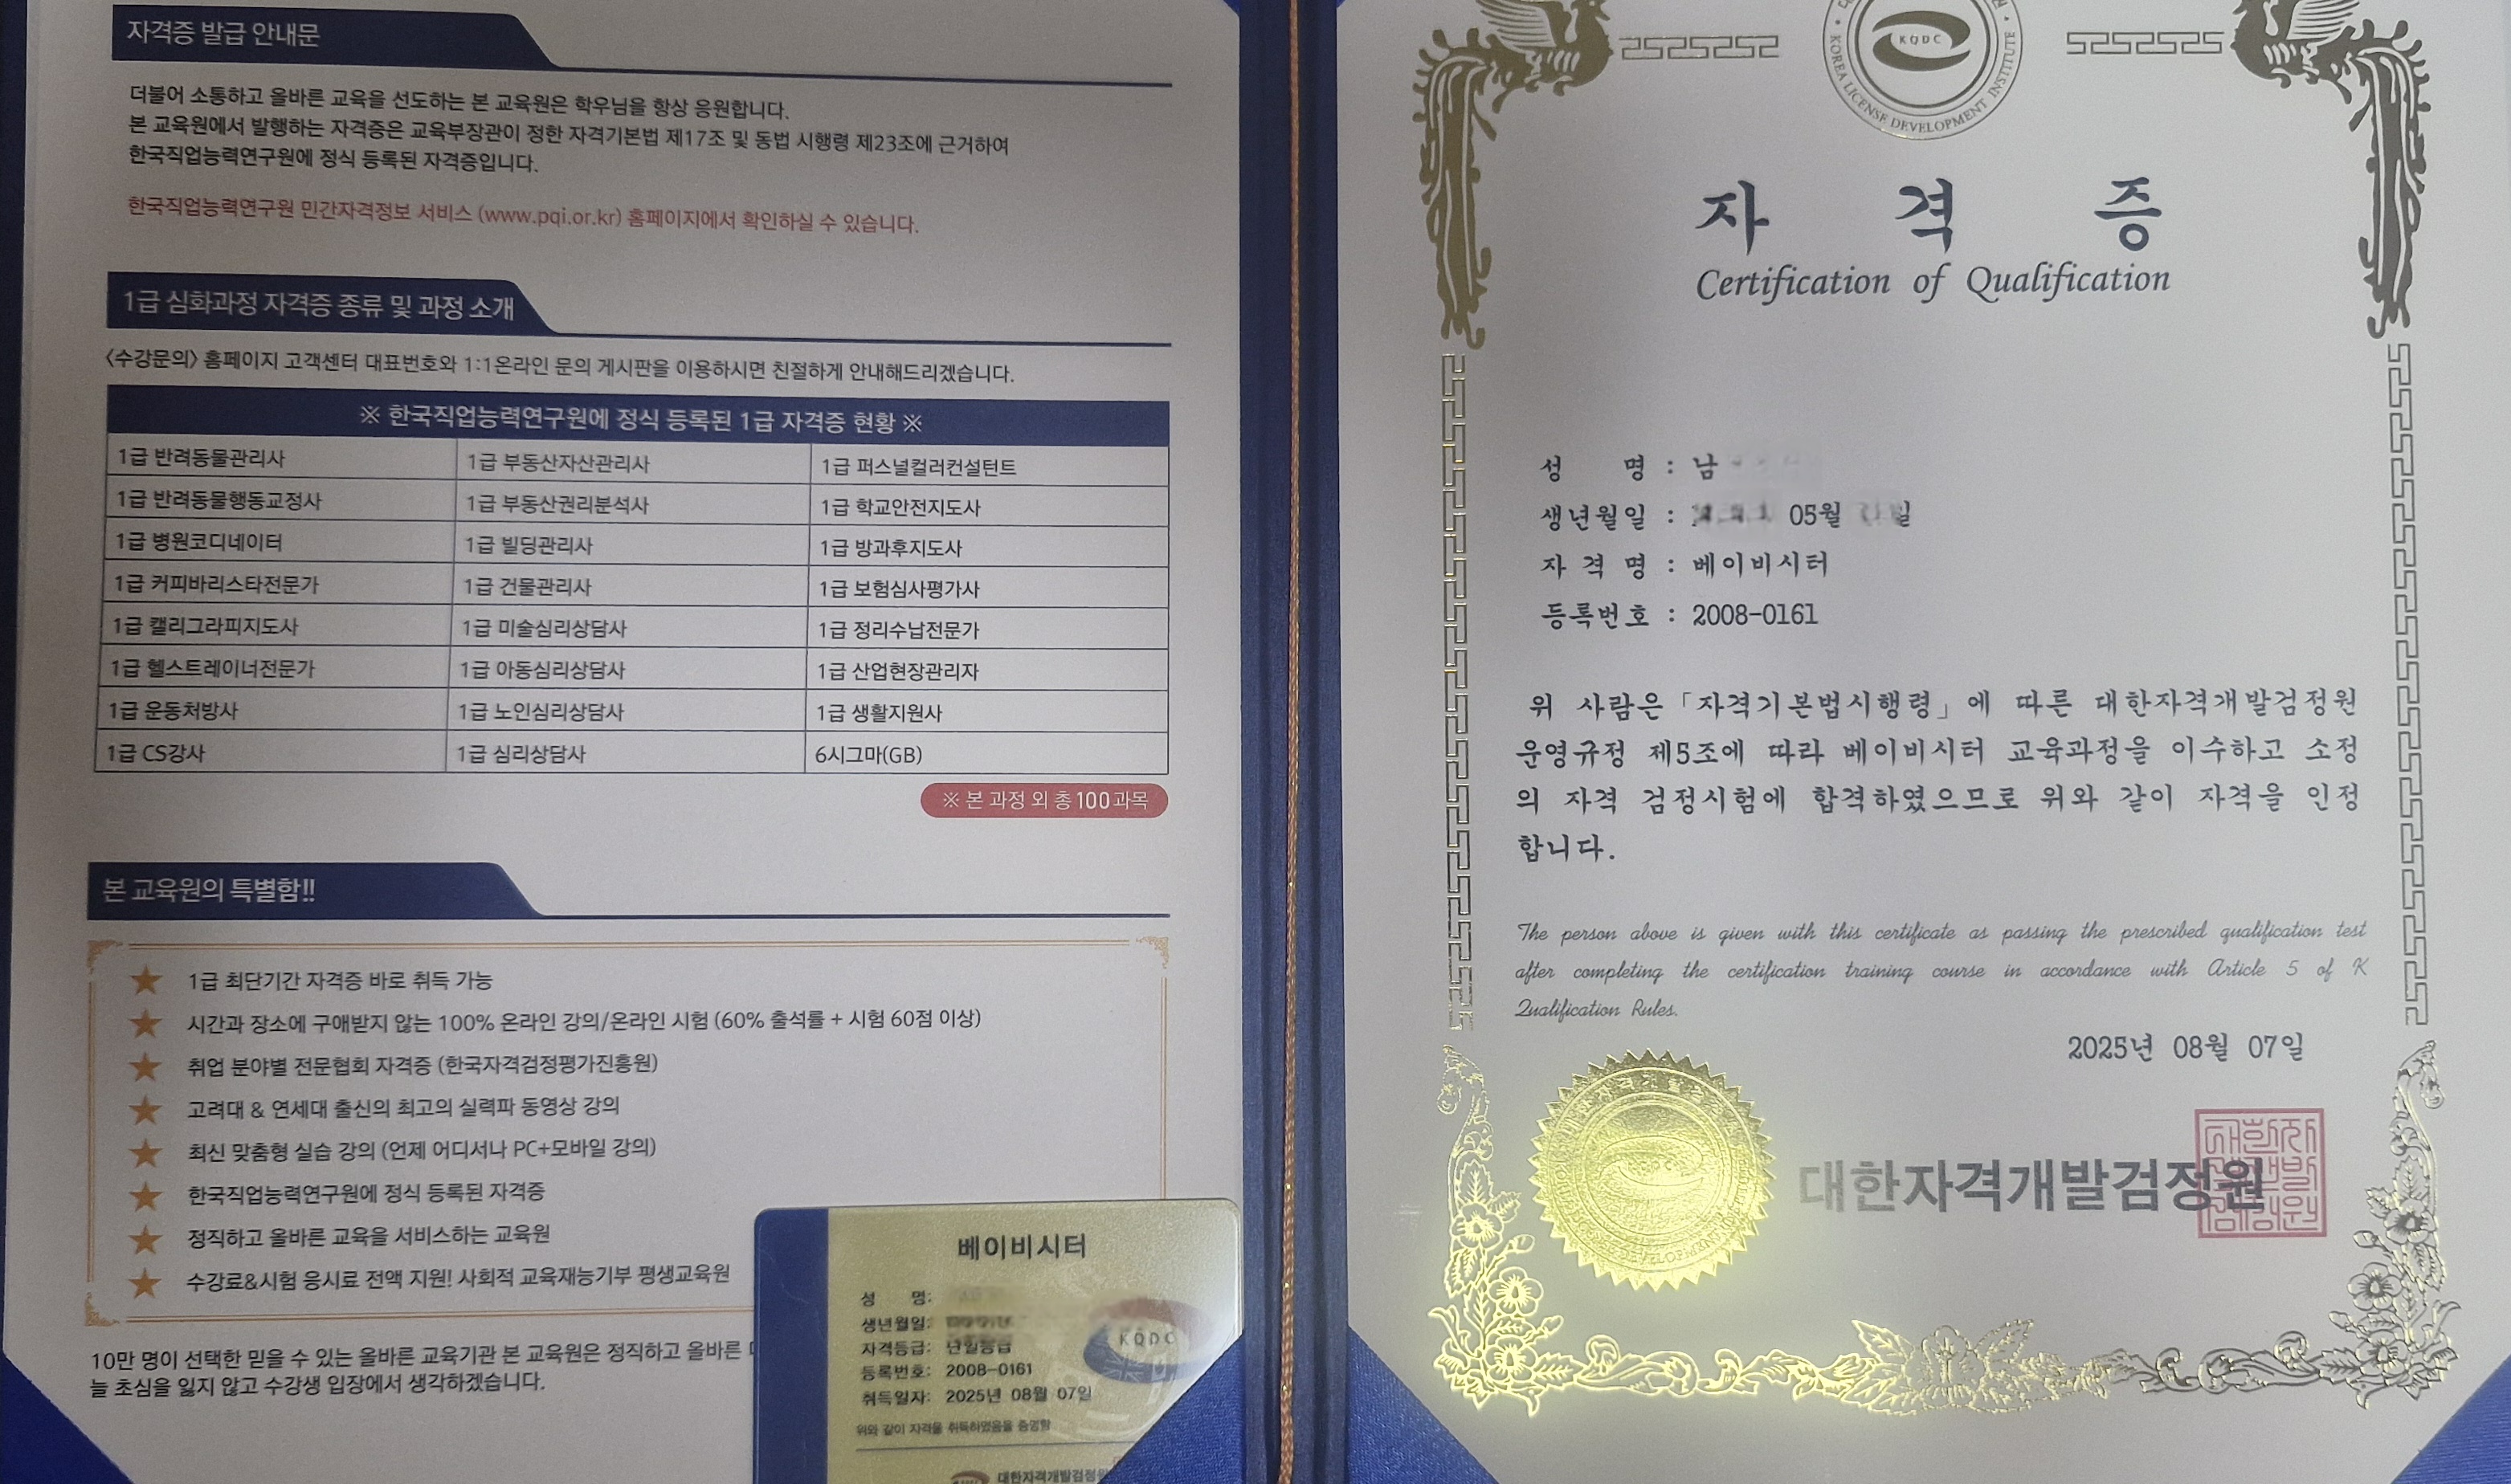 자격증 발급 안내문
더불어 소통하고 올바른 교육을 선도하는 본 교육원은 학우님을 항상 응원합니다.
본 교육원에서 발행하는 자격증은 교육부장관이 정한 자격기본법 제17조 및 동법 시행령 제23조에 근거하여
한국직업능력연구원에 정식 등록된 자격증입니다.
한국직업능력연구원 민간자격정보 서비스 (www.pqi.or.kr) 홈페이지에서 확인하실 수 있습니다.
1급 심화과정 자격증 종류 및 과정 소개
<수강문의> 홈페이지 고객센터 대표번호와 1:1온라인 문의 게시판을 이용하시면 친절하게 안내해드리겠습니다.
※ 한국직업능력연구원에 정식 등록된 1급 자격증 현황 ※
1급 반려동물관리사 1급 부동산자산관리사 1급 퍼스널컬러컨설턴트
1급 반려동물행동교정사 1급 부동산권리분석사 1급 학교안전지도사
1급 병원코디네이터 1급 빌딩관리사 1급 방과후지도사
1급 커피바리스타전문가 1급 건물관리사 1급 보험심사평가사
1급 캘리그라피지도사 1급 미술심리상담사 1급 정리수납전문가
1급 헬스트레이너전문가 1급 아동심리상담사 1급 산업현장관리자
1급 운동처방사 1급 노인심리상담사 1급 생활지원사
1급 CS강사 1급 심리상담사 6시그마(GB)
※ 본 과정 외 총 100과목
본 교육원의 특별함!!
★ 1급 최단기간 자격증 바로 취득 가능
★ 시간과 장소에 구애받지 않는 100% 온라인 강의/온라인 시험 (60% 출석률 + 시험 60점 이상)
★ 취업 분야별 전문협회 자격증 (한국자격검정평가진흥원)
★ 고려대 & 연세대 출신의 최고의 실력파 동영상 강의
★ 최신 맞춤형 실습 강의 (언제 어디서나 PC+모바일 강의)
★ 한국직업능력연구원에 정식 등록된 자격증
★ 정직하고 올바른 교육을 서비스하는 교육원
★ 수강료&시험 응시료 전액 지원! 사회적 교육재능기부 평생교육원
10만 명이 선택한 믿을 수 있는 올바른 교육기관 본 교육원은 정직하고 올바른
늘 초심을 잃지 않고 수강생 입장에서 생각하겠습니다.
베이비시터
성 명:
생년월일:
자격등급: 단일등급
등록번호: 2008-0161
취득일자: 2025년 08월 07일
위와 같이 자격을 취득하였음을 증명함
KQDC
대한자격개발검정원
KQDC
KOREA LICENSE DEVELOPMENT INSTITUTE
자 격 증
Certification of Qualification
성 명 : 남
생년월일 : 05월 일
자 격 명 : 베이비시터
등록번호 : 2008-0161
위 사람은 「자격기본법시행령」에 따른 대한자격개발검정원
운영규정 제5조에 따라 베이비시터 교육과정을 이수하고 소정
의 자격 검정시험에 합격하였으므로 위와 같이 자격을 인정
합니다.
The person above is given with this certificate as passing the prescribed qualification test
after completing the certification training course in accordance with Article 5 of K
Qualification Rules.
2025년 08월 07일
대한자격개발검정원